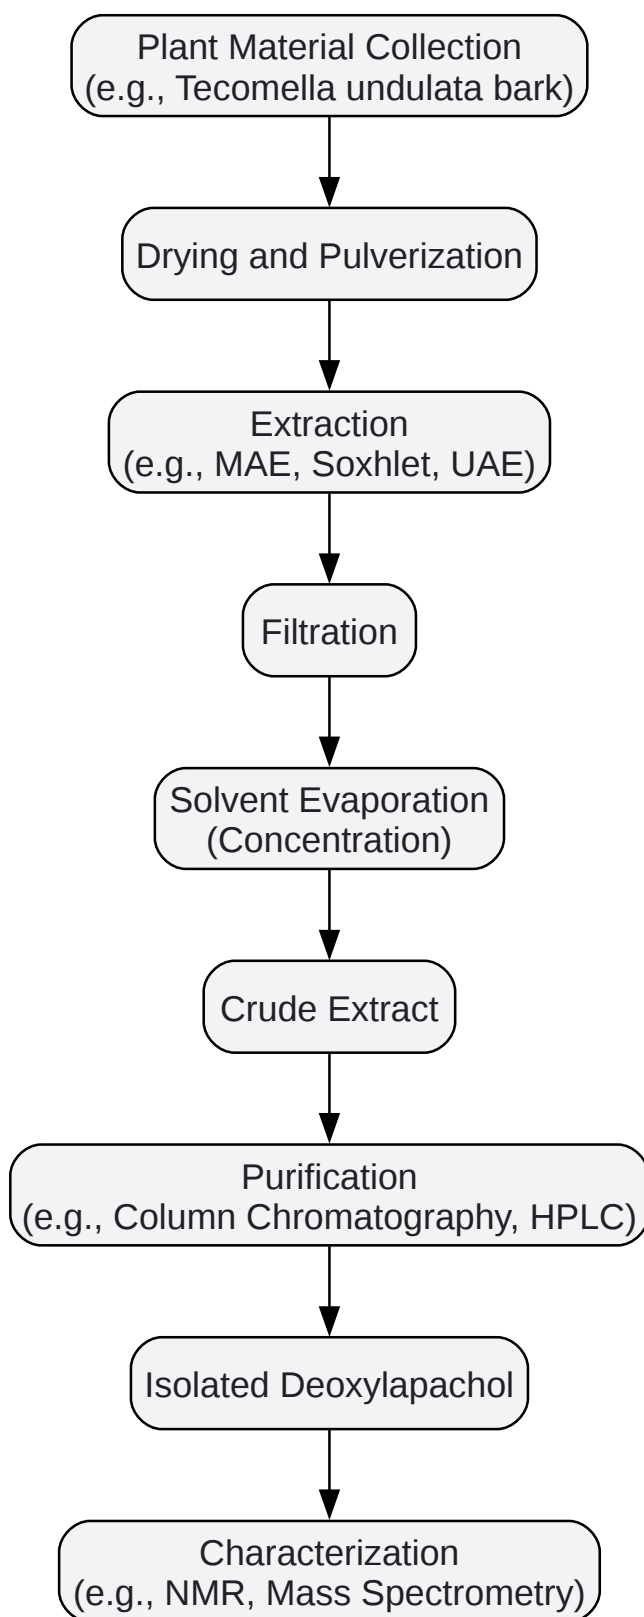 Plant Material Collection
(e.g., Tecomella undulata bark)
Drying and Pulverization
Extraction
(e.g., MAE, Soxhlet, UAE)
Filtration
Solvent Evaporation
(Concentration)
Crude Extract
Purification
(e.g., Column Chromatography, HPLC)
Isolated Deoxylapachol
Characterization
(e.g., NMR, Mass Spectrometry)